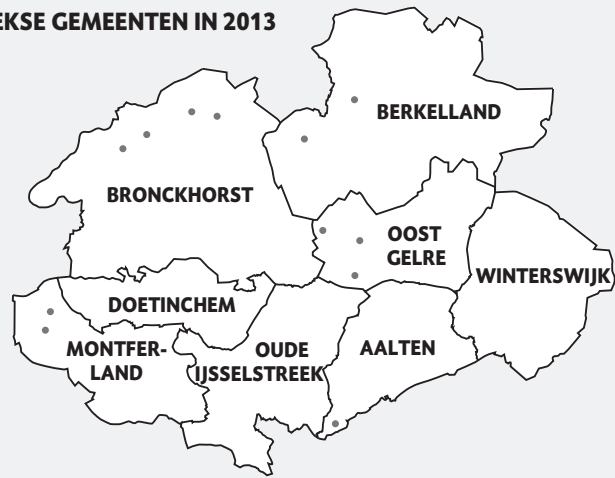 EKSE GEMEENTEN IN 2013
BERKELLAND
BRONCKHORST
OOST
GELRE
WINTERSWIJK
DOETINCHEM
MONTFER-
LAND
OUDE
IJSSELSTREEK
AALTEN